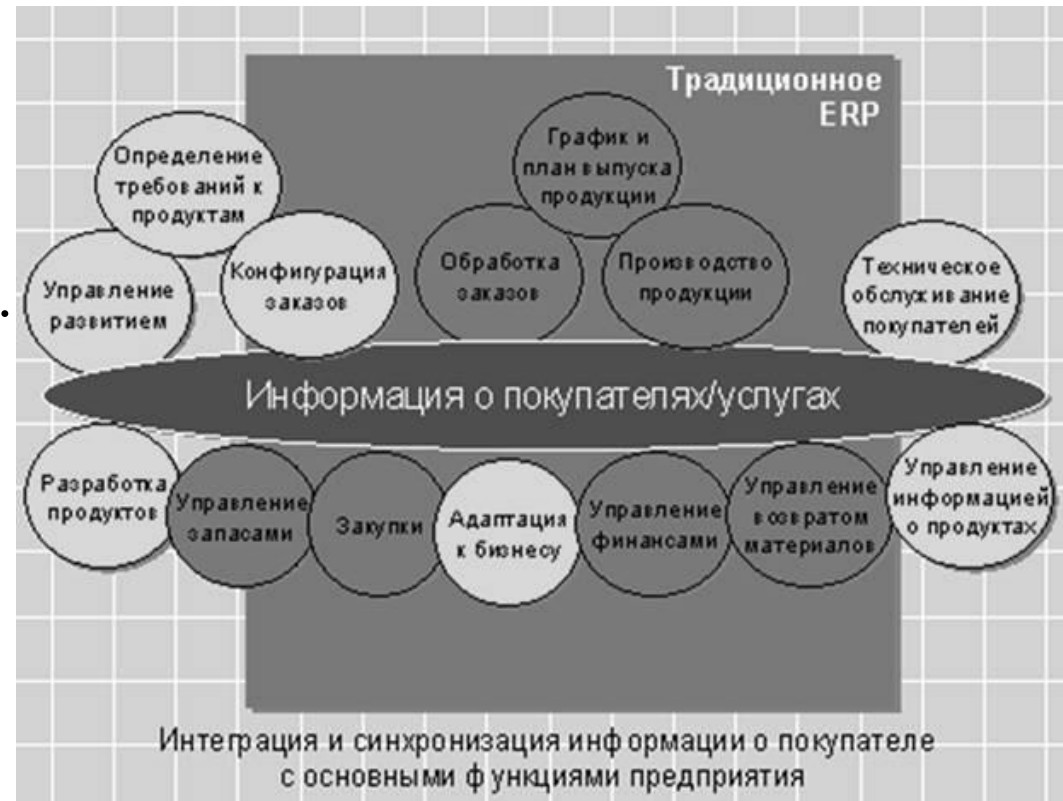 Традиционное
ERP
График и
план выпуска
продукции
Определение
требований к
продуктам
Конфигурация
заказов
Обработка
заказов
Производство
продукции
Техническое
обслуживание
покупателей
Управление
развитием
Информация о покупателях/услугах
Разработка
продуктов
Управление
запасами
Закупки
Адаптация
к бизнесу
Управление
финансами
Управление
возвратом
материалов
Управление
информацией
о продуктах
Интеграция и синхронизация информации о покупателе
с основными функциями предприятия